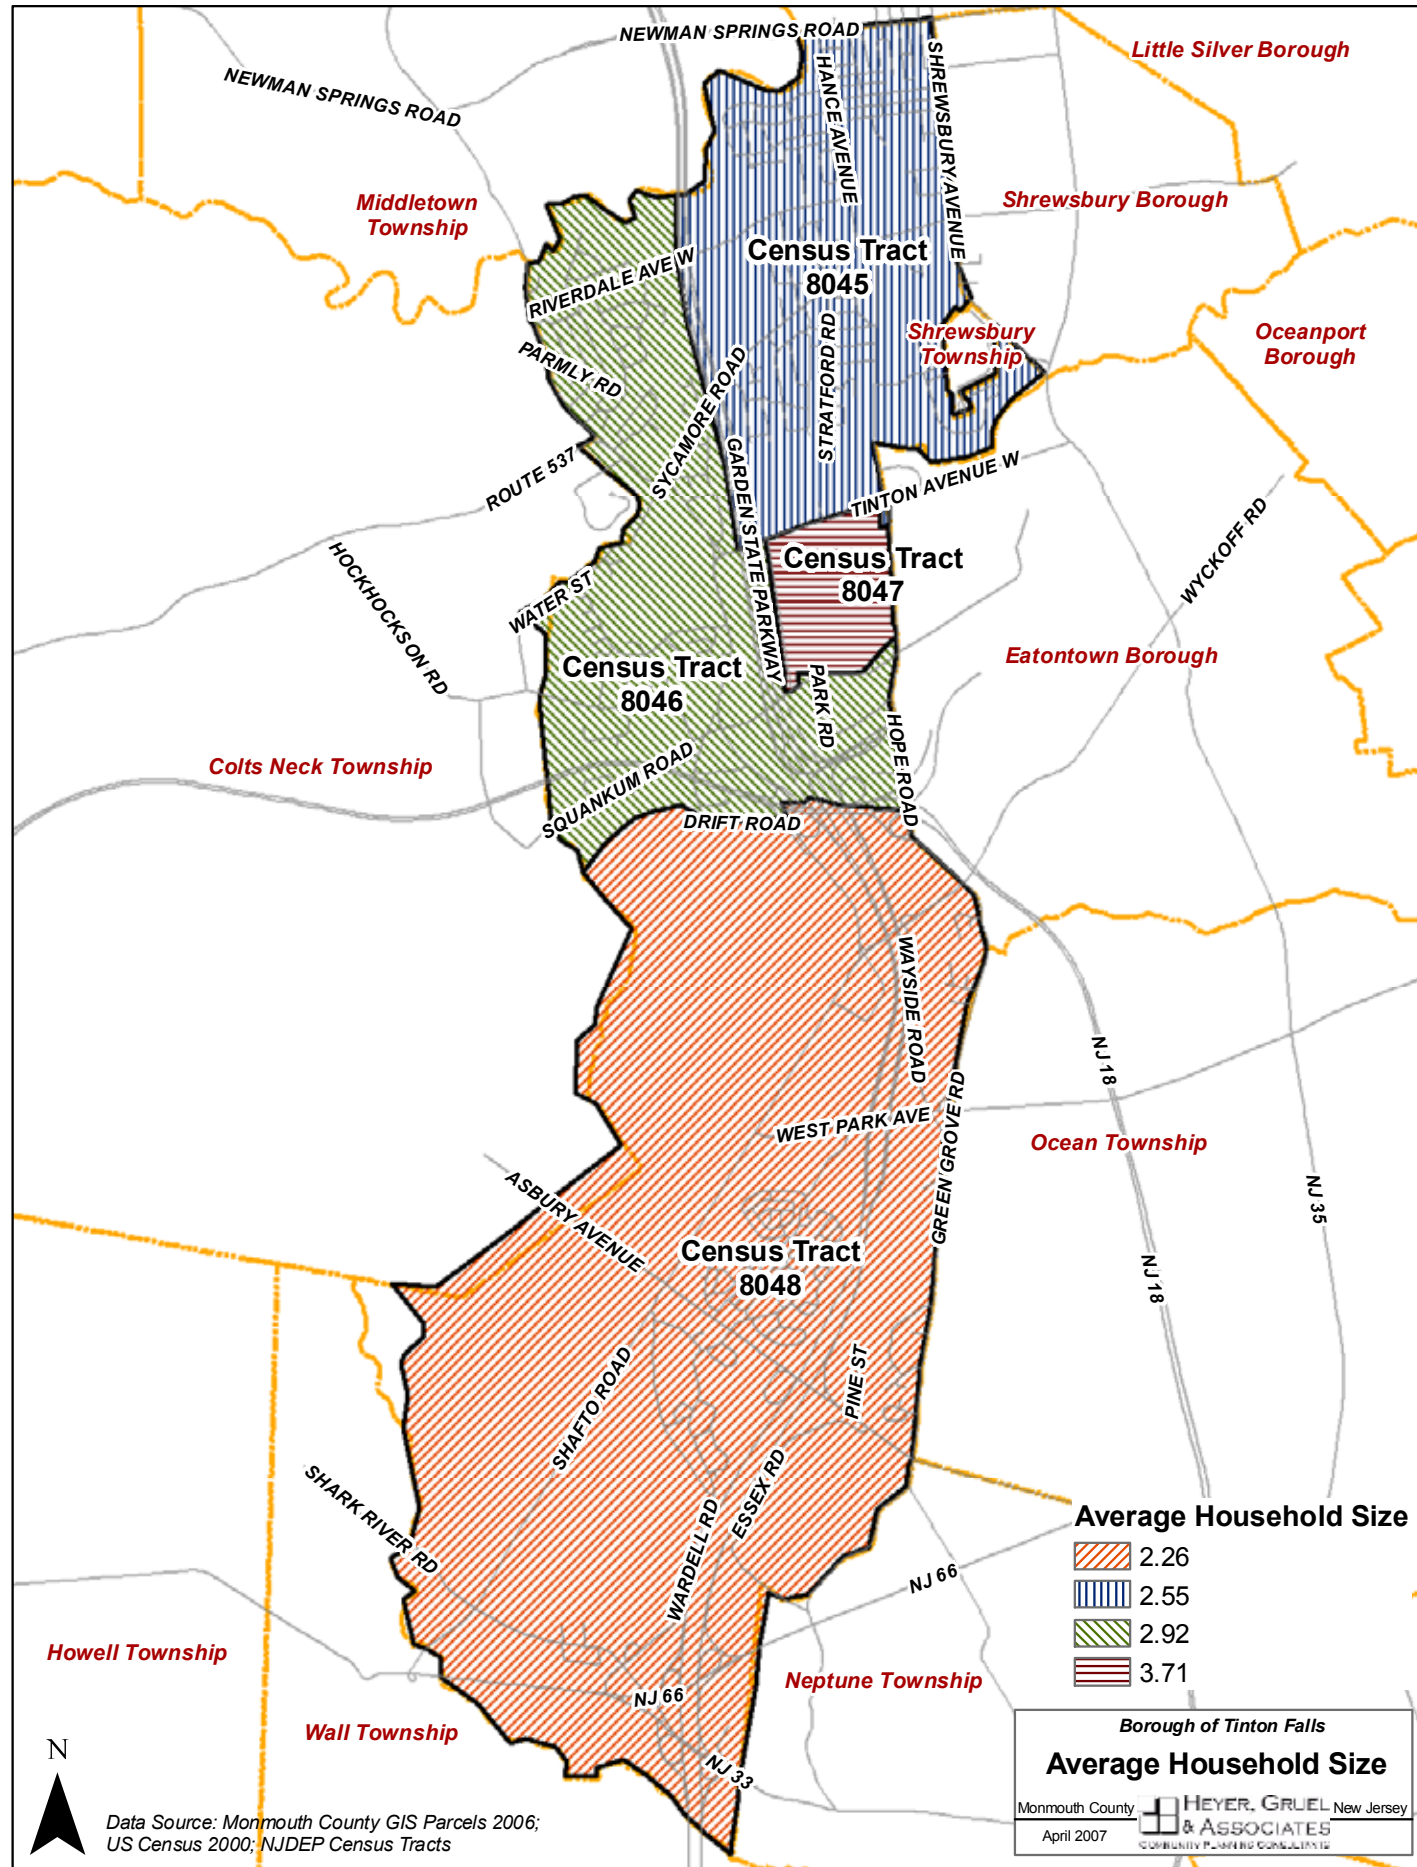 NEWMAN SPRINGS ROAD
Little Silver Borough
NEWMAN SPRINGS ROAD
HANCE AVENUE
SHREWSBURY AVENUE
Middletown
Township
Shrewsbury Borough
Census Tract
8045
RIVERDALE AVE W
Shrewsbury
Township
Oceanport
Borough
PARMLY RD
STRATFORD RD
SYCAMORE ROAD
ROUTE 537
GARDEN STATE PARKWAY
TINTON AVENUE W
HOCKHOCKSON RD
WYCKOFF RD
Census Tract
8047
WATER ST
Census Tract
8046
Eatontown Borough
PARK RD
HOPE ROAD
Colts Neck Township
SQUANKUM ROAD
DRIFT ROAD
WAYSIDE ROAD
NJ 18
GREEN GROVE RD
WEST PARK AVE
Ocean Township
ASBURY AVENUE
NJ 35
Census Tract
8048
NJ 18
SHAFTO ROAD
PINE ST
SHARK RIVER RD
ESSEX RD
WARDELL RD
Average Household Size
2.26
2.55
2.92
3.71
NJ 66
Howell Township
Neptune Township
NJ 66
Wall Township
NJ 33
N
Data Source: Monmouth County GIS Parcels 2006;
US Census 2000; NJDEP Census Tracts
Borough of Tinton Falls
Average Household Size
Monmouth County
April 2007
HEYER, GRUEL
& ASSOCIATES
COMMUNITY PLANNING CONSULTANTS
New Jersey